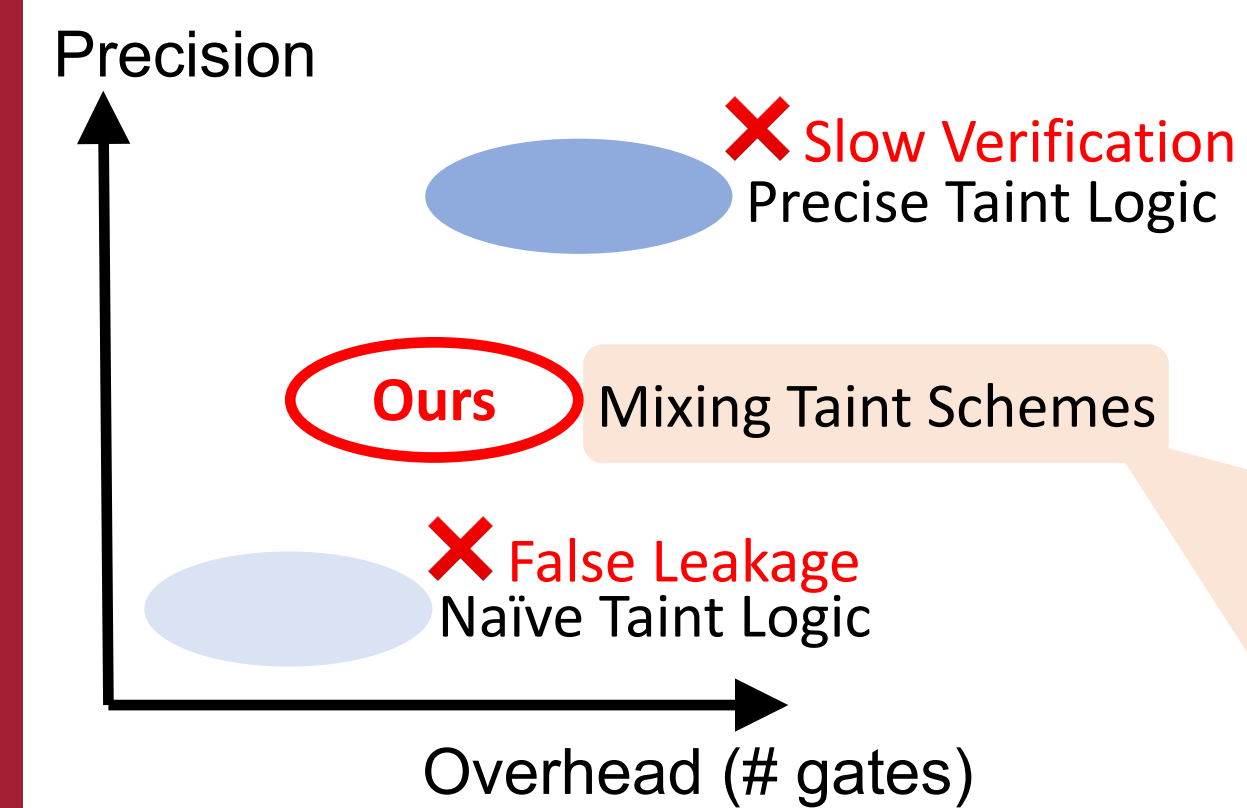 Precision
Slow Verification
Precise Taint Logic
Ours
Mixing Taint Schemes
False Leakage
Naïve Taint Logic
Overhead (# gates)